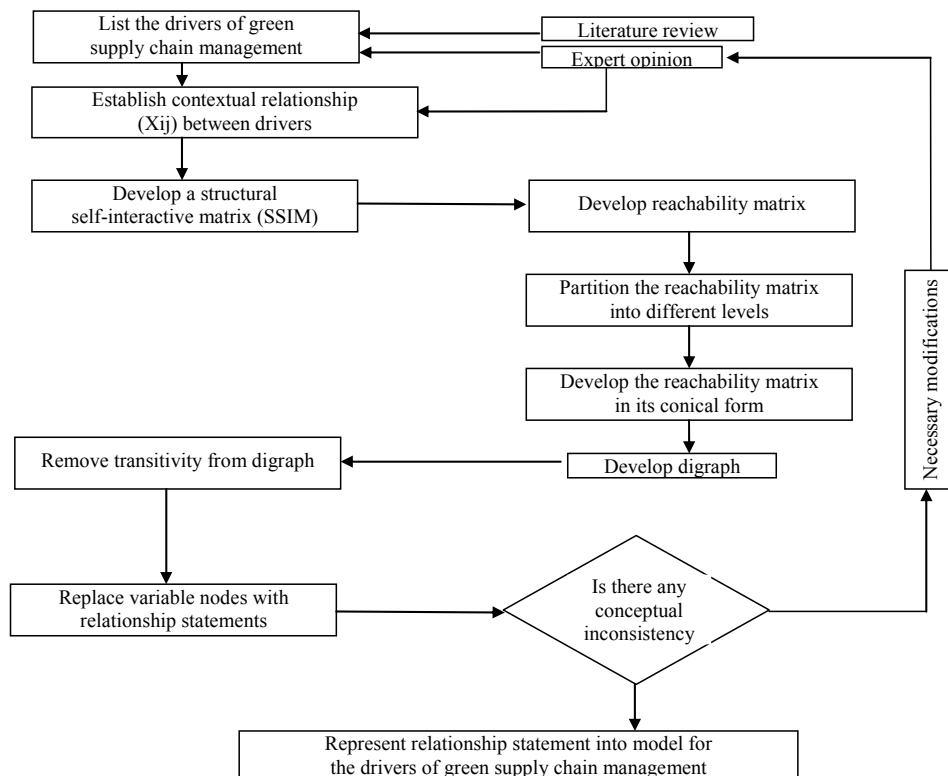 List the drivers of green
supply chain management
Literature review
Expert opinion
Establish contextual relationship
(Xij) between drivers
Develop a structural
self-interactive matrix (SSIM)
Develop reachability matrix
Partition the reachability matrix
into different levels
Develop the reachability matrix
in its conical form
Necessary modifications
Remove transitivity from digraph
Develop digraph
Replace variable nodes with
relationship statements
Is there any
conceptual
inconsistency
Represent relationship statement into model for
the drivers of green supply chain management